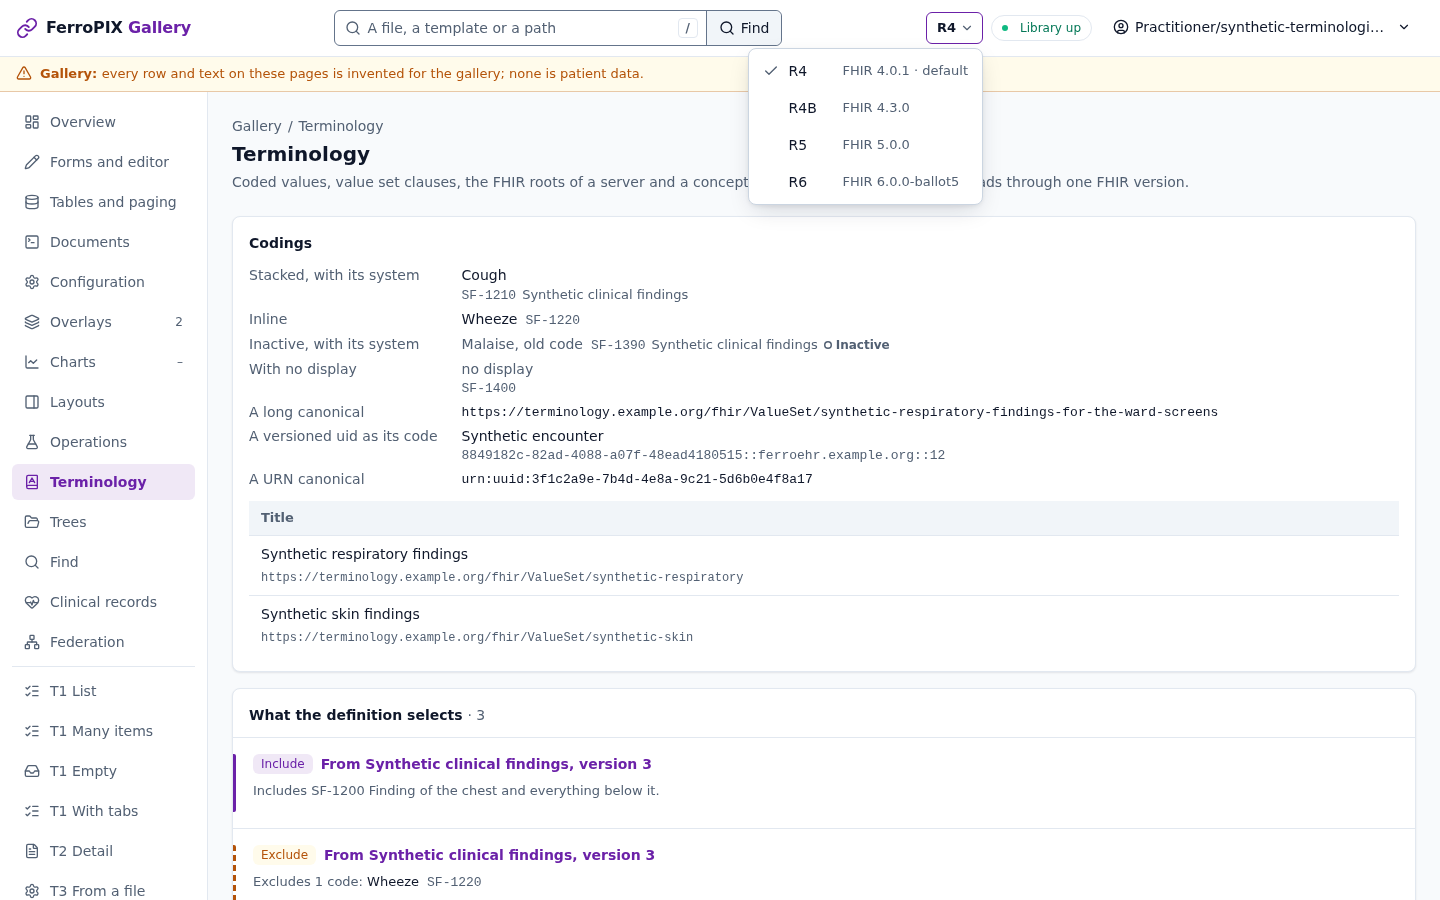 FerroPIX Gallery
A file, a template or a path
/
Find
R4
Library up
Practitioner/synthetic-terminologi...
R4 FHIR 4.0.1 · default
R4B FHIR 4.3.0
R5 FHIR 5.0.0
R6 FHIR 6.0.0-ballot5
Gallery: every row and text on these pages is invented for the gallery; none is patient data.
Overview
Forms and editor
Tables and paging
Documents
Configuration
Overlays 2
Charts –
Layouts
Operations
Terminology
Trees
Find
Clinical records
Federation
T1 List
T1 Many items
T1 Empty
T1 With tabs
T2 Detail
T3 From a file
Gallery / Terminology
Terminology
Coded values, value set clauses, the FHIR roots of a server and a concept ads through one FHIR version.
Codings
Stacked, with its system Cough
SF-1210 Synthetic clinical findings
Inline Wheeze SF-1220
Inactive, with its system Malaise, old code SF-1390 Synthetic clinical findings Inactive
With no display no display
SF-1400
A long canonical https://terminology.example.org/fhir/ValueSet/synthetic-respiratory-findings-for-the-ward-screens
A versioned uid as its code Synthetic encounter
8849182c-82ad-4088-a07f-48ead4180515::ferroehr.example.org::12
A URN canonical urn:uuid:3f1c2a9e-7b4d-4e8a-9c21-5d6b0e4f8a17
Title
Synthetic respiratory findings
https://terminology.example.org/fhir/ValueSet/synthetic-respiratory
Synthetic skin findings
https://terminology.example.org/fhir/ValueSet/synthetic-skin
What the definition selects · 3
Include From Synthetic clinical findings, version 3
Includes SF-1200 Finding of the chest and everything below it.
Exclude From Synthetic clinical findings, version 3
Excludes 1 code: Wheeze SF-1220